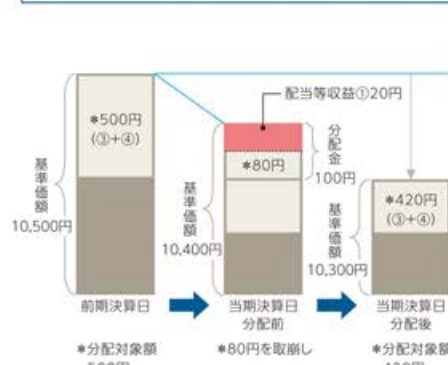 配当等収益①20円
*500円
(③+④)
*80円
分配金
100円
*420円
(③+④)
基準価額
10,500円
基準価額
10,400円
基準価額
10,300円
前期決算日
当期決算日
分配前
当期決算日
分配後
*分配対象額
*80円を取崩し
*分配対象額